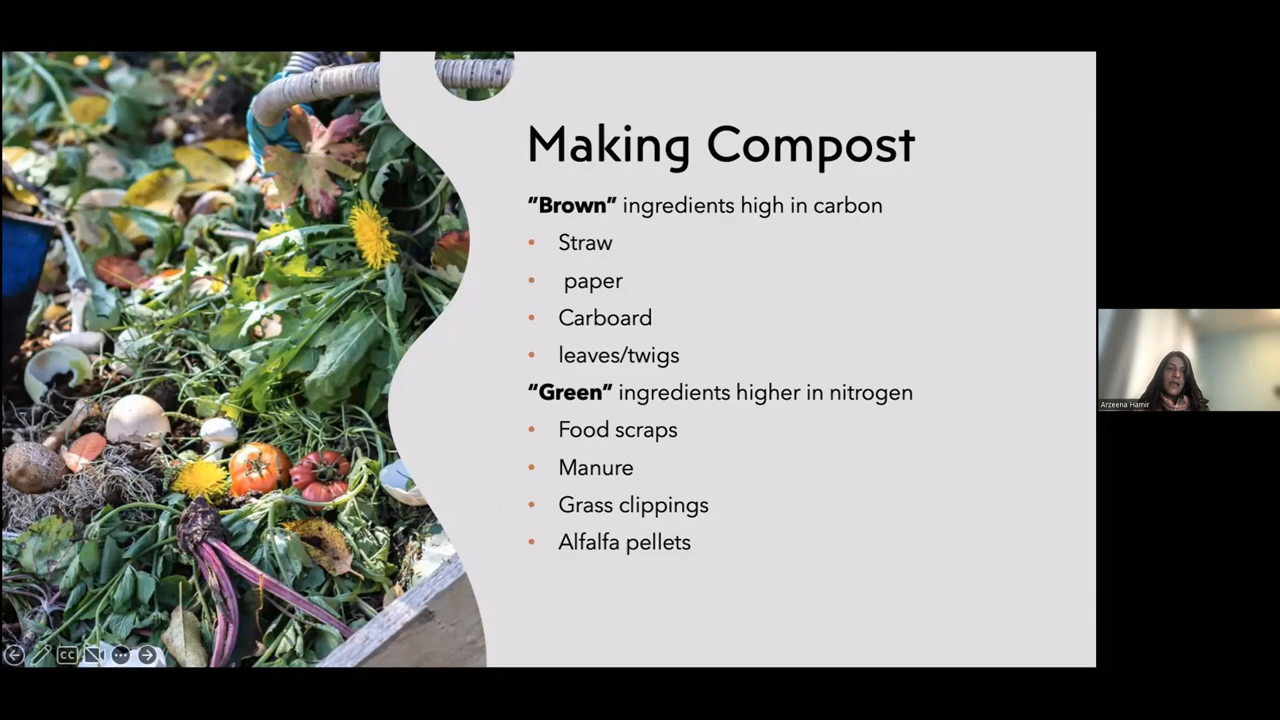 Making Compost
"Brown" ingredients high in carbon
• Straw
• paper
• Carboard
• leaves/twigs
"Green" ingredients higher in nitrogen
• Food scraps
• Manure
• Grass clippings
• Alfalfa pellets
Arzeena Hamir
CC